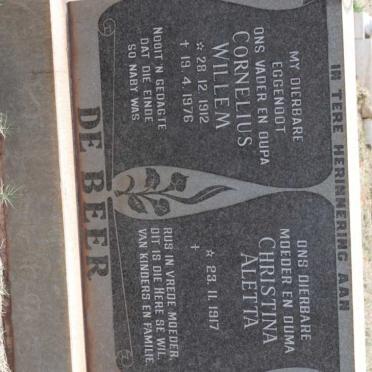 IN TERE HERINNERING AAN
MY DIERBARE
EGGENOOT
ONS VADER EN OUPA
CORNELIUS
WILLEM
☆ 28.12.1912
✝ 19.4.1976
NOOIT 'N GEDAGTE
DAT DIE EINDE
SO NABY WAS
ONS DIERBARE
MOEDER EN OUMA
CHRISTINA
ALETTA
☆ 23.11.1917
✝
RUS IN VREDE MOEDER,
DIT IS DIE HERE SE WIL.
VAN KINDERS EN FAMILIE
DE BEER